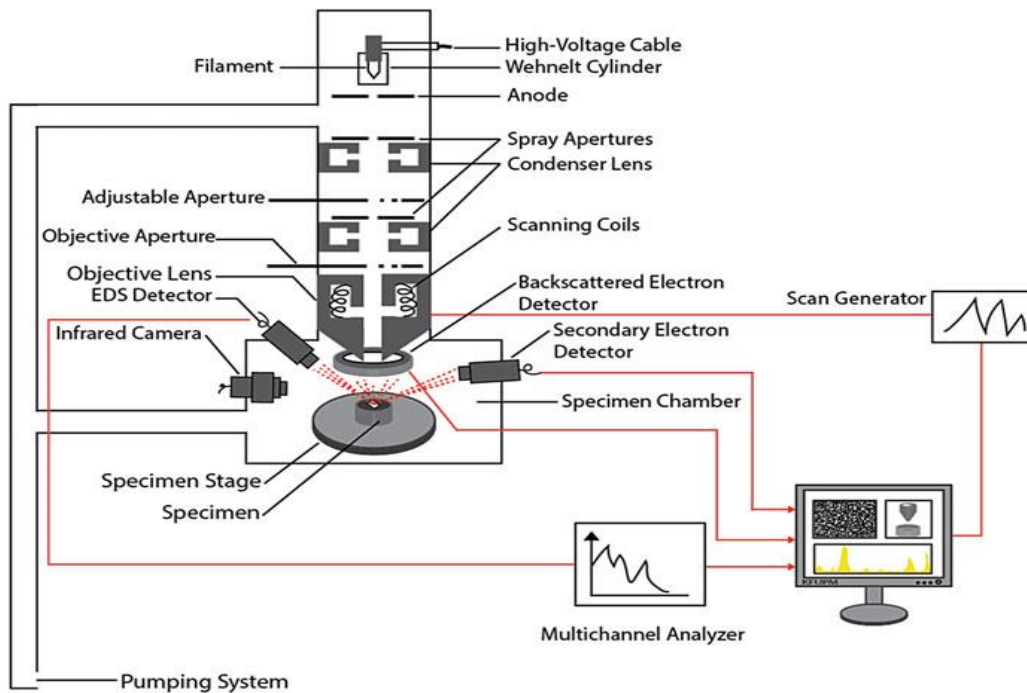 High-Voltage Cable
Filament
Wehnelt Cylinder
Anode
Spray Apertures
Condenser Lens
Adjustable Aperture
Scanning Coils
Objective Aperture
Objective Lens
Backscattered Electron
Detector
EDS Detector
Scan Generator
Infrared Camera
Secondary Electron
Detector
Specimen Chamber
Specimen Stage
Specimen
KFUPM
Multichannel Analyzer
Pumping System